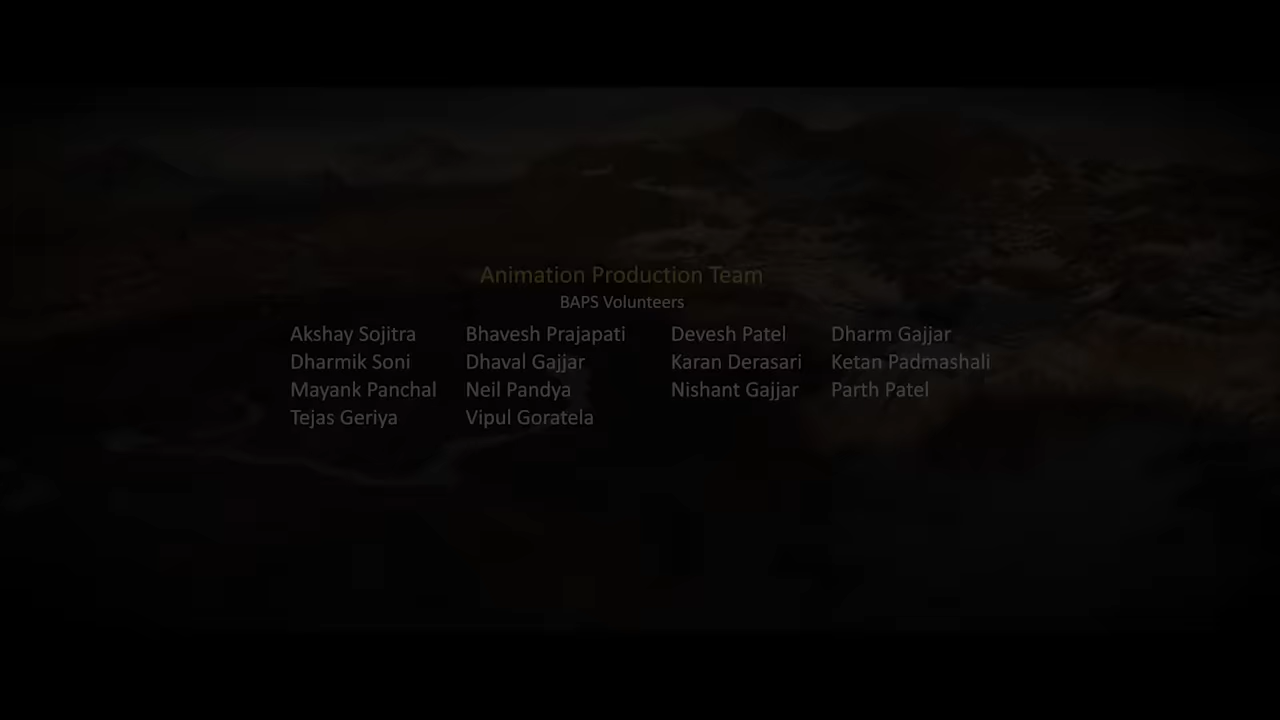 Animation Production Team
BAPS Volunteers
Akshay Sojitra Bhavesh Prajapati Devesh Patel Dharm Gajjar
Dharmik Soni Dhaval Gajjar Karan Derasari Ketan Padmashali
Mayank Panchal Neil Pandya Nishant Gajjar Parth Patel
Tejas Geriya Vipul Goratela